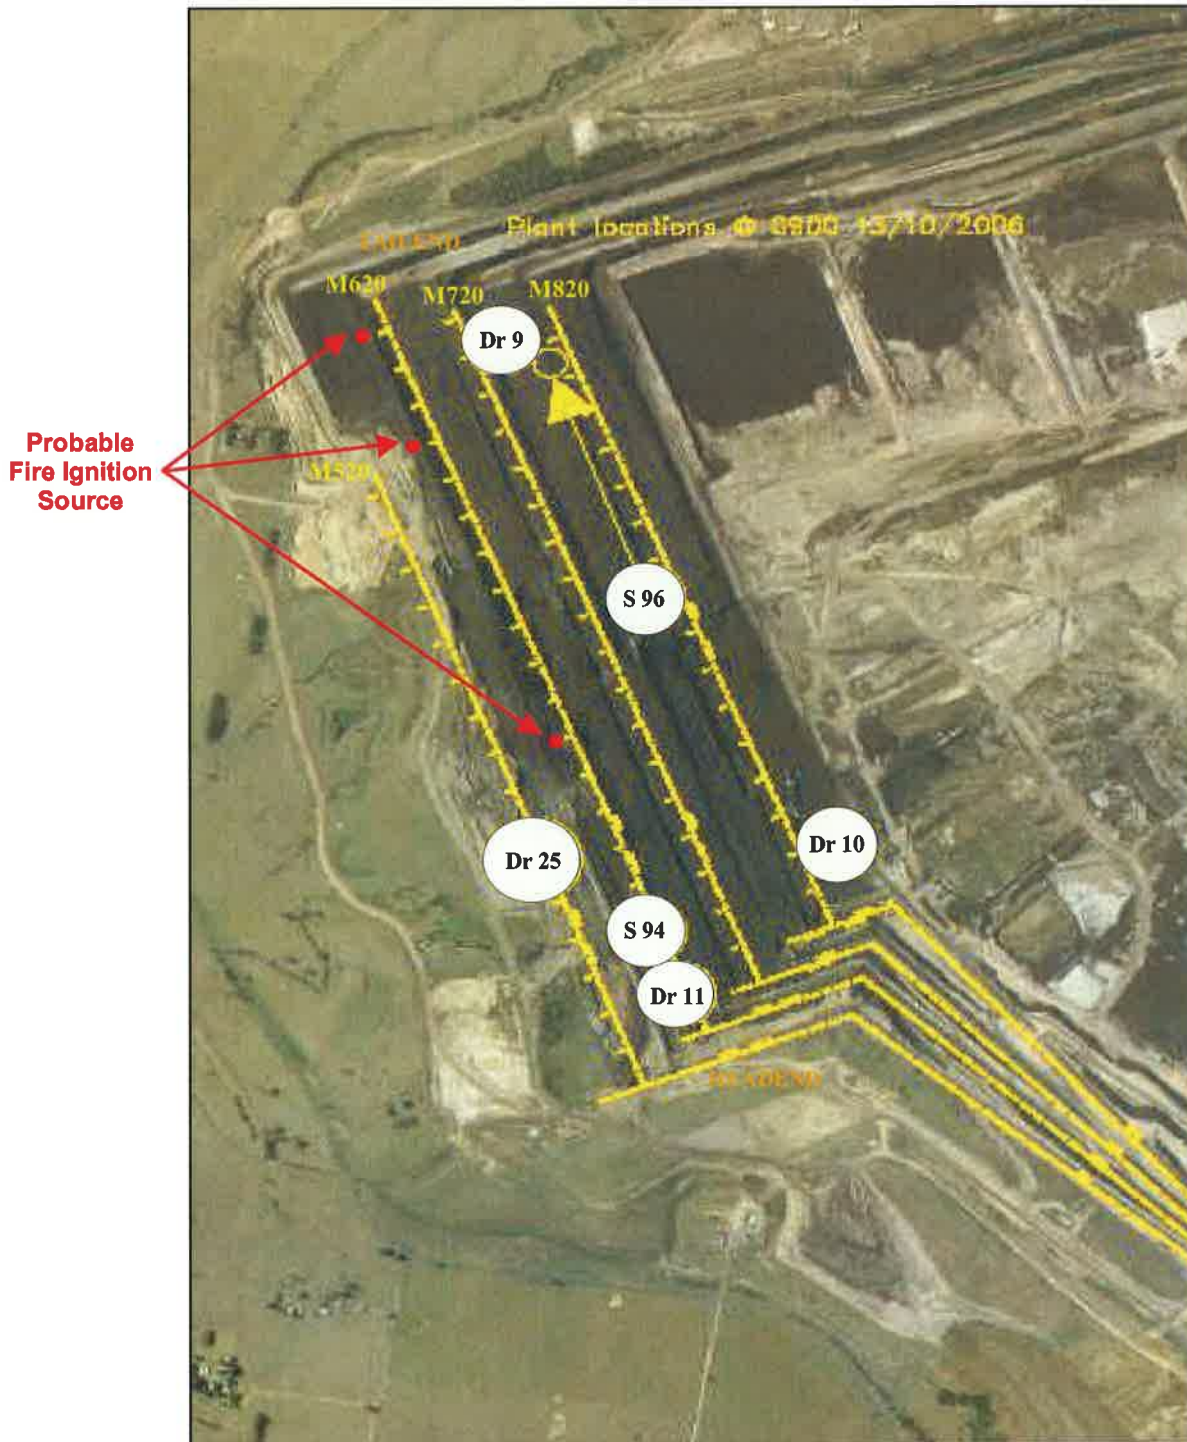 Plant locations @ 0900 13/10/2006
TAILEND
M620
M720
M820
Dr 9
Probable
Fire Ignition
Source
M520
S 96
Dr 10
Dr 25
S 94
Dr 11
HEADEND